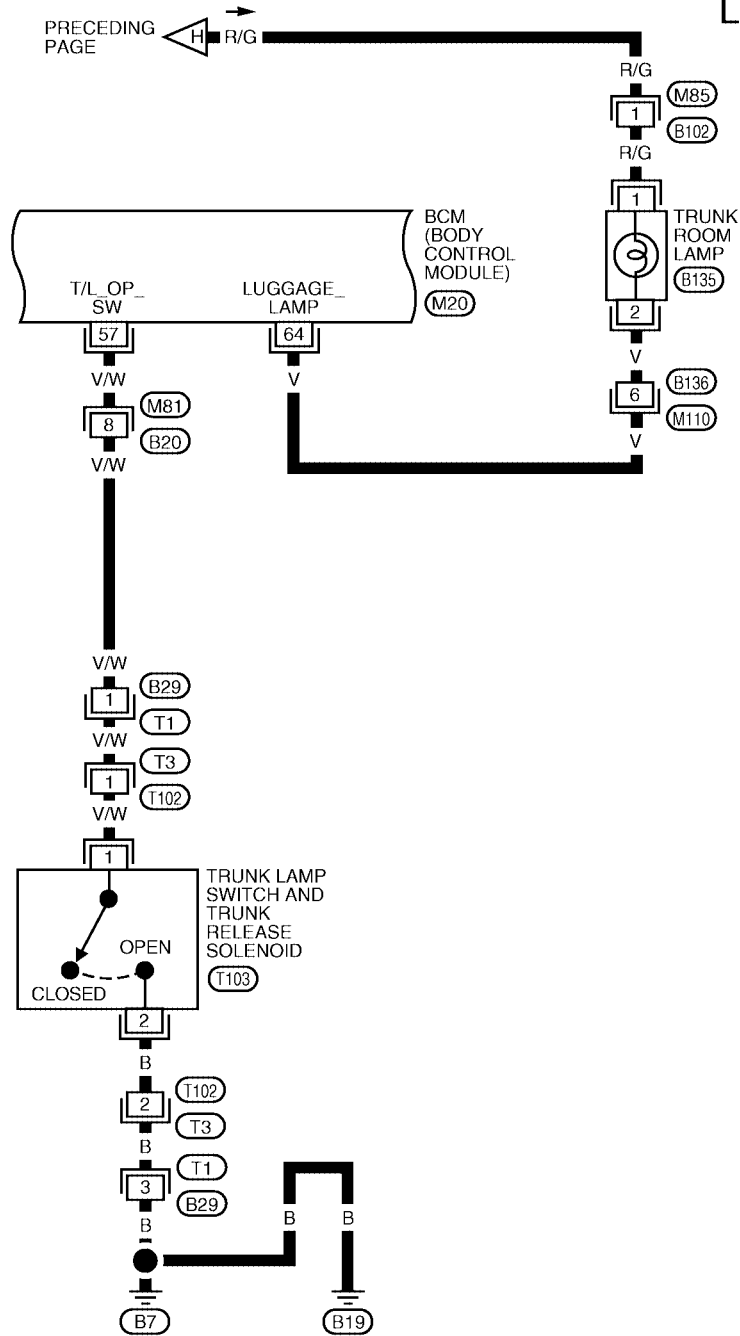 PRECEDING
PAGE
H
R/G
R/G
1
M85
B102
R/G
1
TRUNK
ROOM
LAMP
B135
2
V
6
B136
M110
V
BCM
(BODY
CONTROL
MODULE)
M20
T/L_OP_
SW
LUGGAGE_
LAMP
57
64
V/W
V
8
M81
B20
V/W
V/W
1
B29
T1
V/W
1
T3
T102
V/W
1
TRUNK LAMP
SWITCH AND
TRUNK
RELEASE
SOLENOID
T103
OPEN
CLOSED
2
B
2
T102
T3
B
3
T1
B29
B
B
B
B7
B19